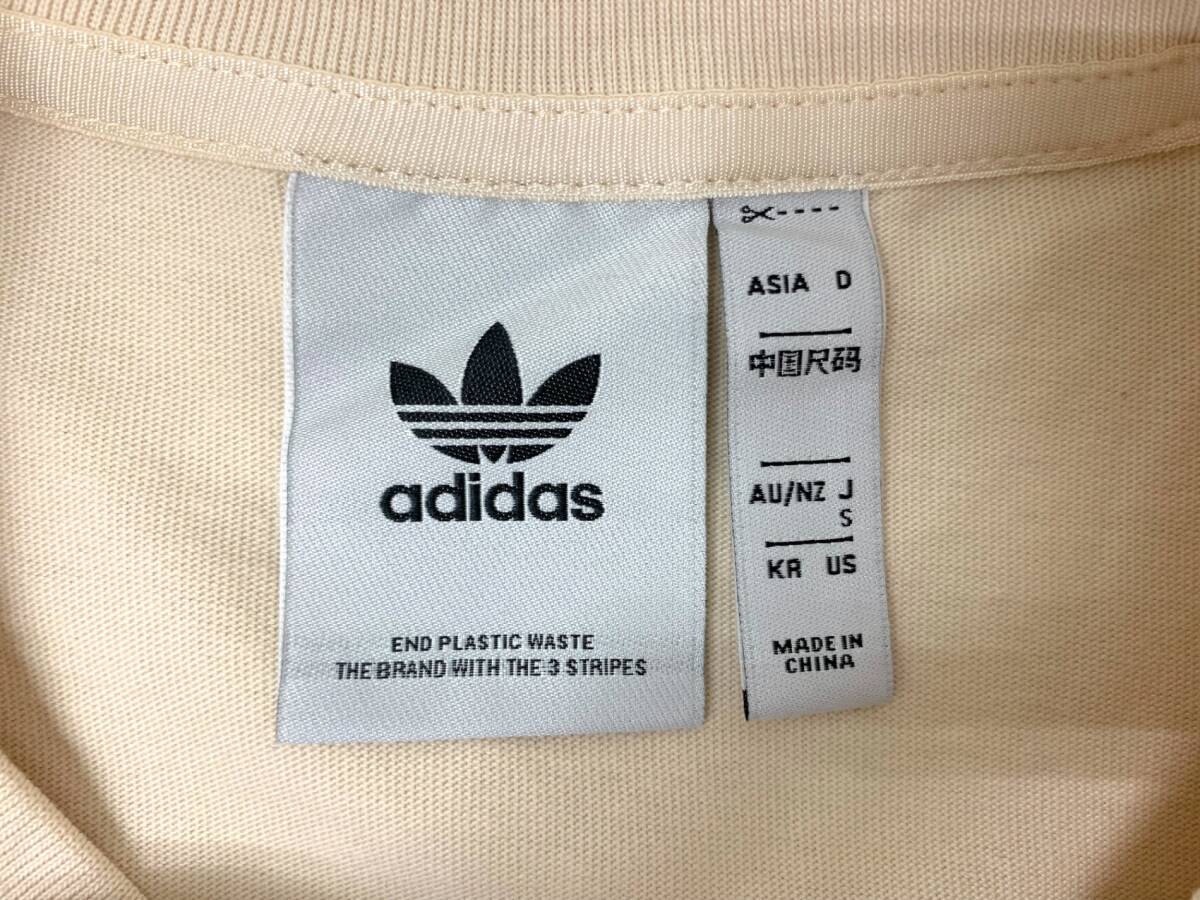 adidas
END PLASTIC WASTE
THE BRAND WITH THE 3 STRIPES
ASIA D
中国尺码
AU/NZ J
S
KR US
MADE IN
CHINA